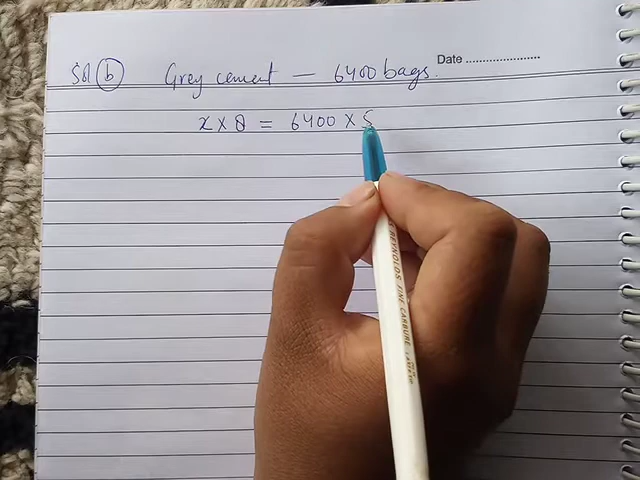 Sol (b) Grey cement — 6400 bags.
Date ........................
x × 8 = 6400 × 5
REYNOLDS FINE CARBURE